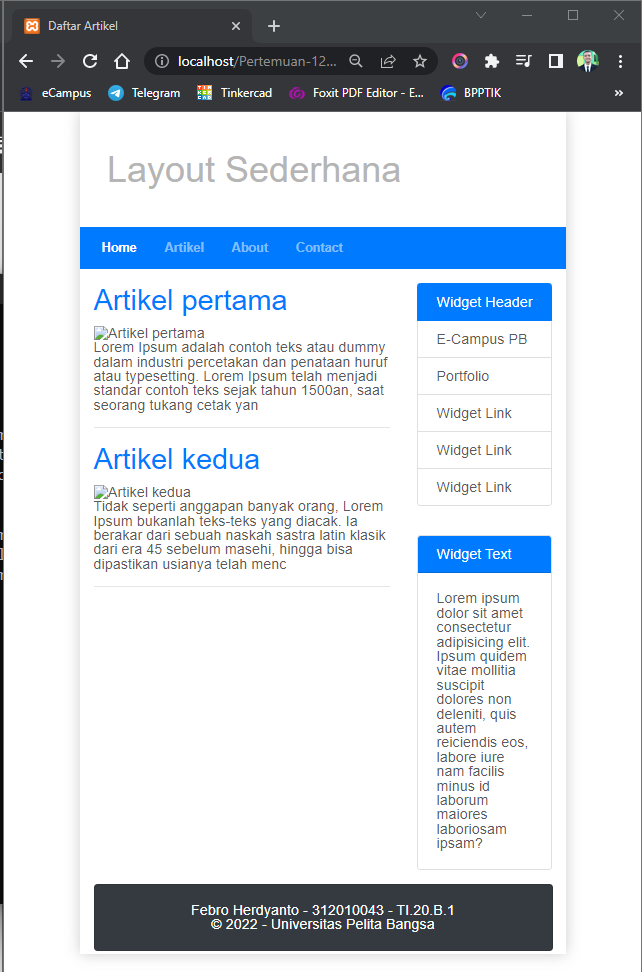 Daftar Artikel
localhost/Pertemuan-12...
eCampus
Telegram
Tinkercad
Foxit PDF Editor - E...
BPPTIK
»
Layout Sederhana
Home
Artikel
About
Contact
Artikel pertama
Artikel pertama
Lorem Ipsum adalah contoh teks atau dummy
dalam industri percetakan dan penataan huruf
atau typesetting. Lorem Ipsum telah menjadi
standar contoh teks sejak tahun 1500an, saat
seorang tukang cetak yan
Artikel kedua
Artikel kedua
Tidak seperti anggapan banyak orang, Lorem
Ipsum bukanlah teks-teks yang diacak. Ia
berakar dari sebuah naskah sastra latin klasik
dari era 45 sebelum masehi, hingga bisa
dipastikan usianya telah menc
Widget Header
E-Campus PB
Portfolio
Widget Link
Widget Link
Widget Link
Widget Text
Lorem ipsum
dolor sit amet
consectetur
adipisicing elit.
Ipsum quidem
vitae mollitia
suscipit
dolores non
deleniti, quis
autem
reiciendis eos,
labore iure
nam facilis
minus id
laborum
maiores
laboriosam
ipsam?
Febro Herdyanto - 312010043 - TI.20.B.1
© 2022 - Universitas Pelita Bangsa